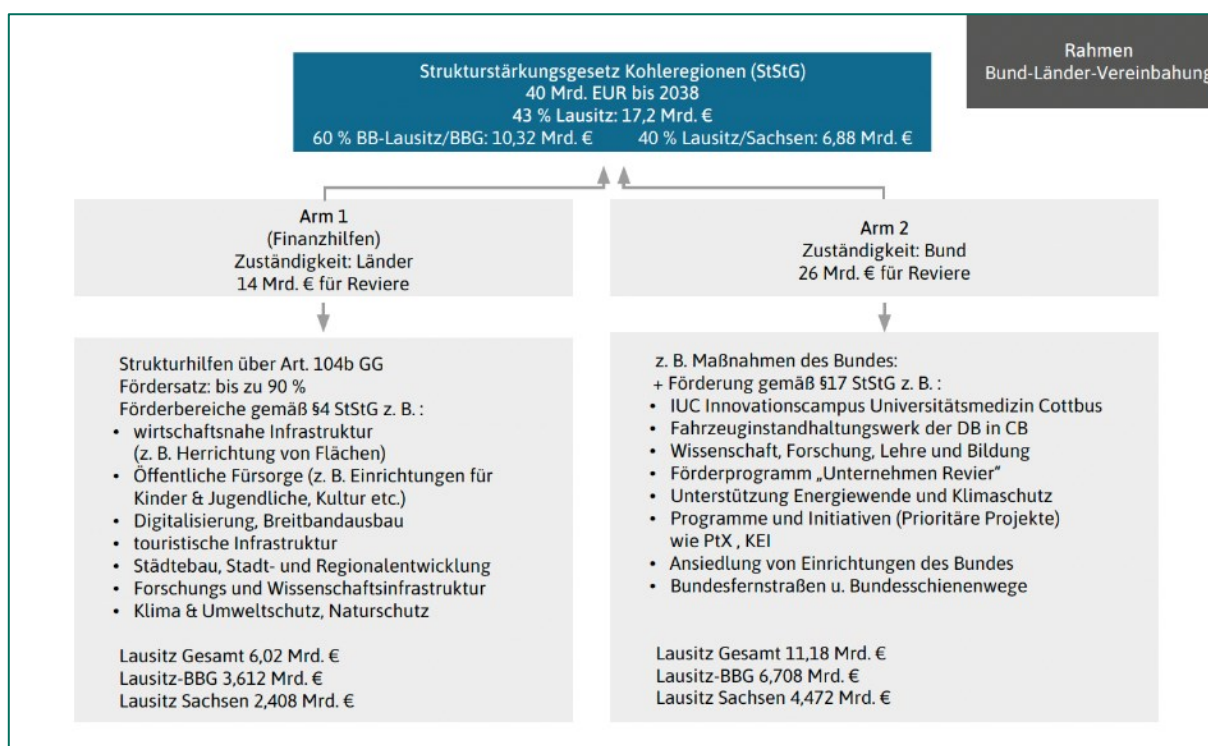 Rahmen
Bund-Länder-Vereinbahung
Strukturstärkungsgesetz Kohleregionen (StStG)
40 Mrd. EUR bis 2038
43 % Lausitz: 17,2 Mrd. €
60 % BB-Lausitz/BBG: 10,32 Mrd. € 40 % Lausitz/Sachsen: 6,88 Mrd. €
Arm 1
(Finanzhilfen)
Zuständigkeit: Länder
14 Mrd. € für Reviere
Arm 2
Zuständigkeit: Bund
26 Mrd. € für Reviere
Strukturhilfen über Art. 104b GG
Fördersatz: bis zu 90 %
Förderbereiche gemäß §4 StStG z. B. :
• wirtschaftsnahe Infrastruktur
(z. B. Herrichtung von Flächen)
• Öffentliche Fürsorge (z. B. Einrichtungen für
Kinder & Jugendliche, Kultur etc.)
• Digitalisierung, Breitbandausbau
• touristische Infrastruktur
• Städtebau, Stadt- und Regionalentwicklung
• Forschungs und Wissenschaftsinfrastruktur
• Klima & Umweltschutz, Naturschutz
Lausitz Gesamt 6,02 Mrd. €
Lausitz-BBG 3,612 Mrd. €
Lausitz Sachsen 2,408 Mrd. €
z. B. Maßnahmen des Bundes:
+ Förderung gemäß §17 StStG z. B. :
• IUC Innovationscampus Universitätsmedizin Cottbus
• Fahrzeuginstandhaltungswerk der DB in CB
• Wissenschaft, Forschung, Lehre und Bildung
• Förderprogramm „Unternehmen Revier“
• Unterstützung Energiewende und Klimaschutz
• Programme und Initiativen (Prioritäre Projekte)
wie PtX , KEI
• Ansiedlung von Einrichtungen des Bundes
• Bundesfernstraßen u. Bundesschienenwege
Lausitz Gesamt 11,18 Mrd. €
Lausitz-BBG 6,708 Mrd. €
Lausitz Sachsen 4,472 Mrd. €